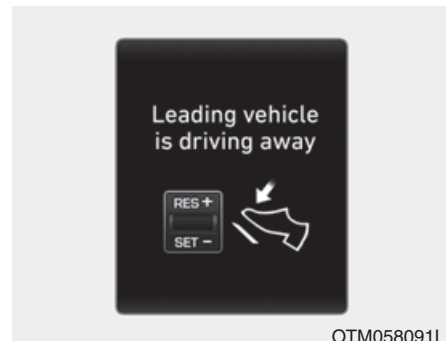 Leading vehicle
is driving away
RES +
SET −
OTM058091L